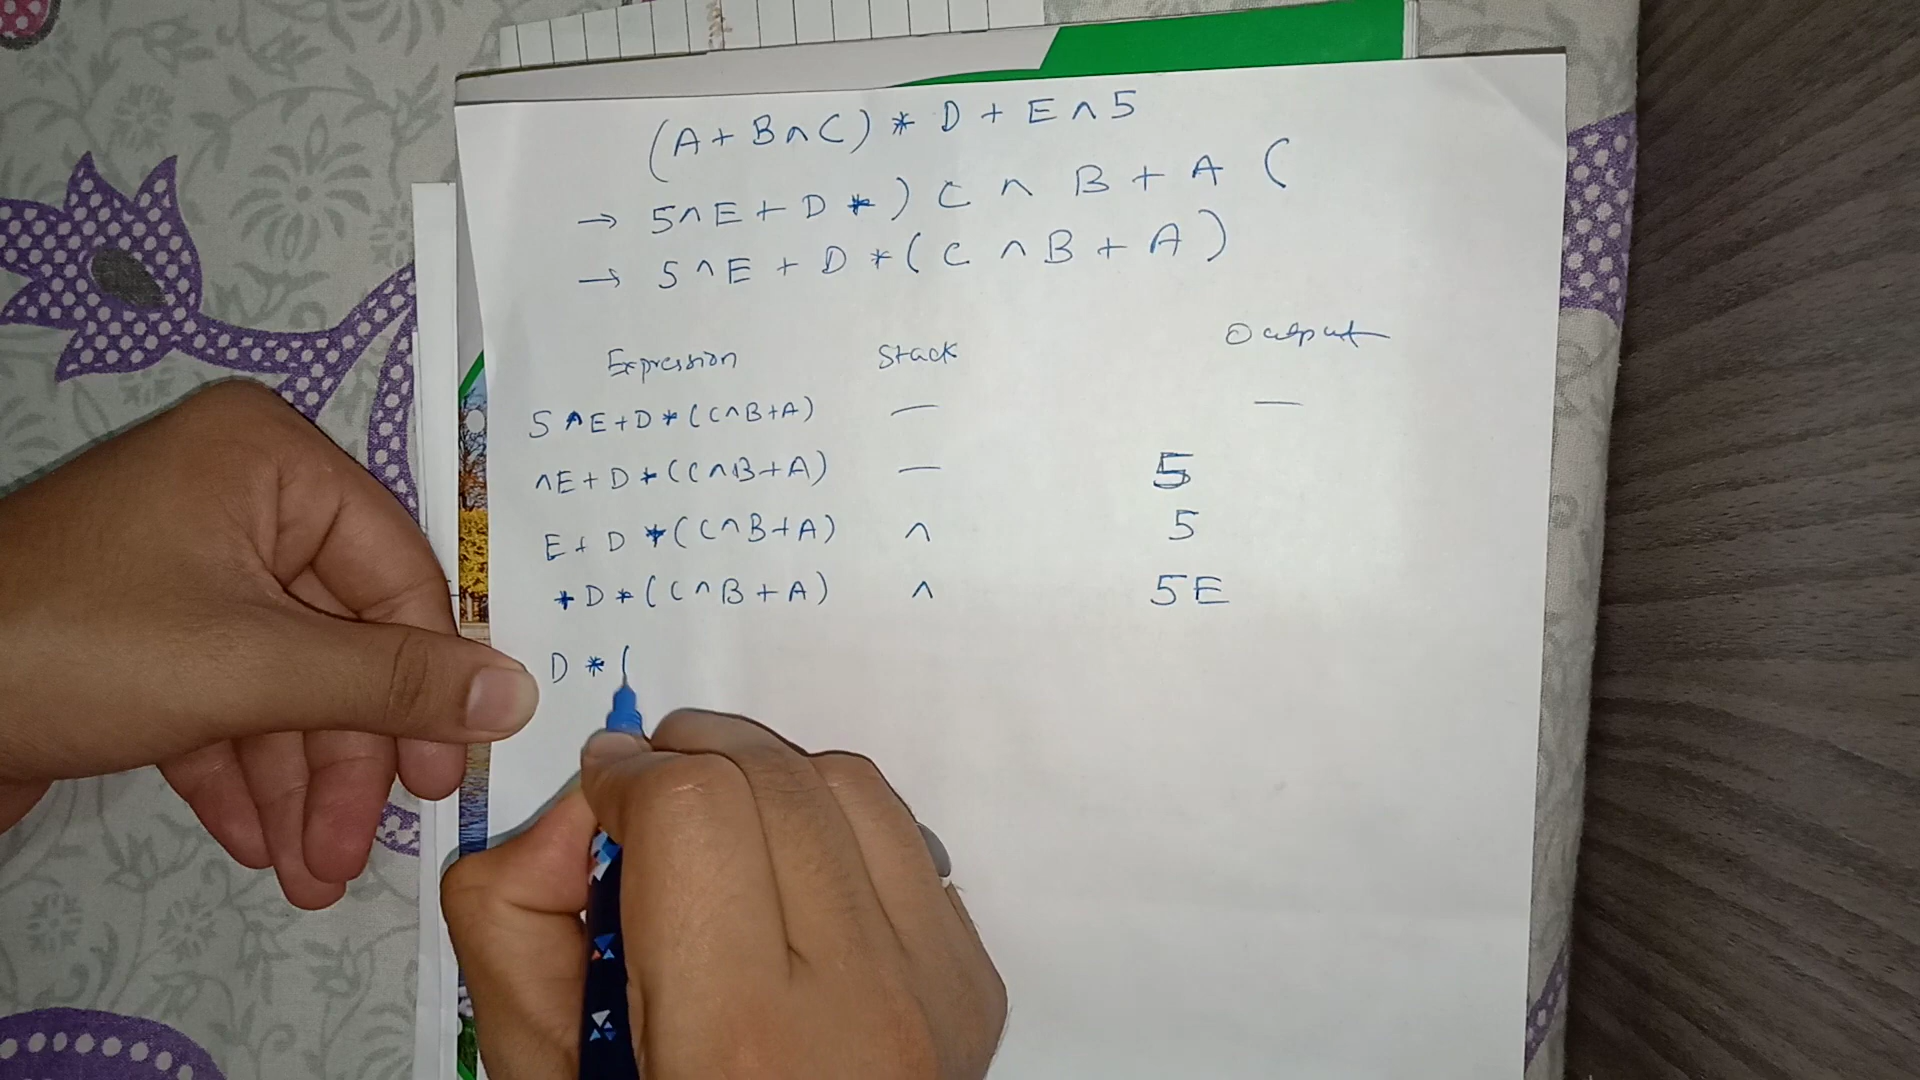 (A + B ^ C) * D + E ^ 5
→ 5 ^ E + D * ) C ^ B + A (
→ 5 ^ E + D * ( C ^ B + A )
Expression Stack Output
5 ^ E + D * ( C ^ B + A ) — —
^ E + D * ( C ^ B + A ) — 5
E + D * ( C ^ B + A ) ^ 5
+ D * ( C ^ B + A ) ^ 5E
D * (